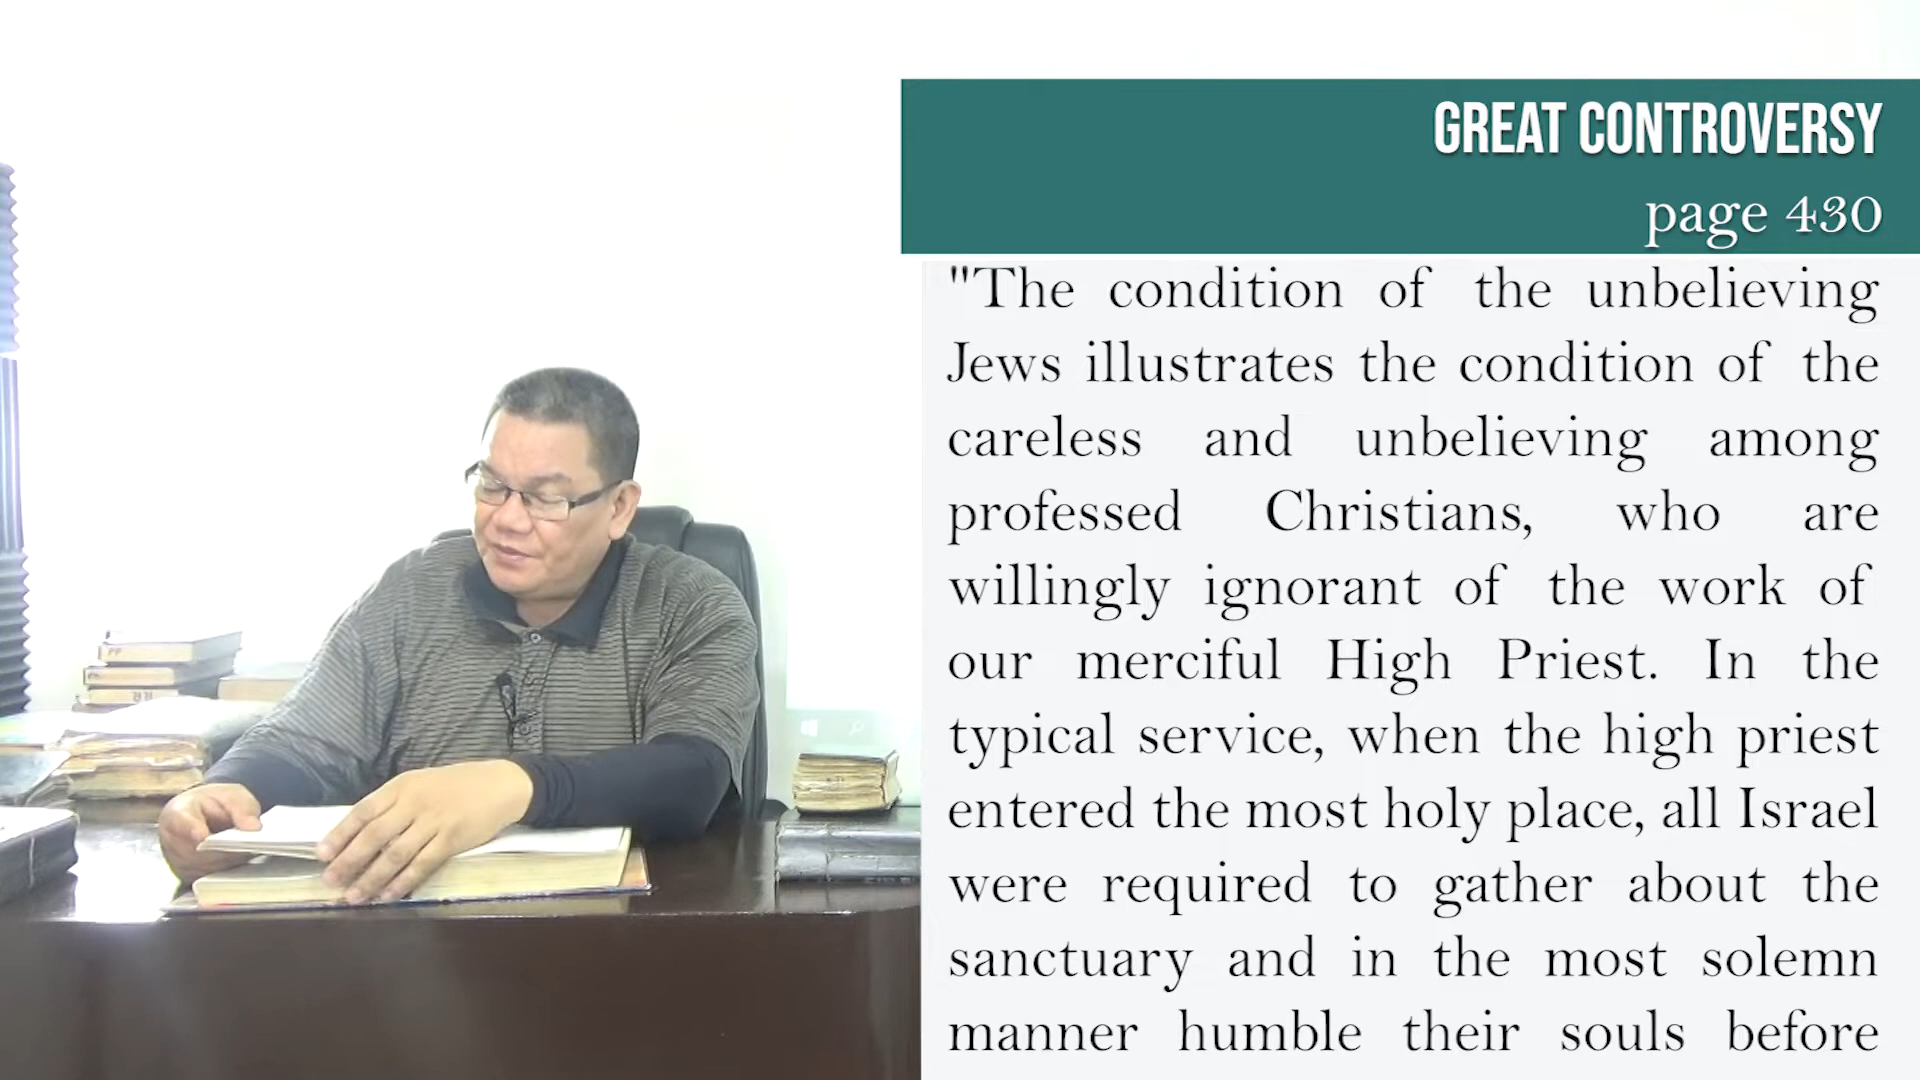 GREAT CONTROVERSY
page 430
"The condition of the unbelieving
Jews illustrates the condition of the
careless and unbelieving among
professed Christians, who are
willingly ignorant of the work of
our merciful High Priest. In the
typical service, when the high priest
entered the most holy place, all Israel
were required to gather about the
sanctuary and in the most solemn
manner humble their souls before